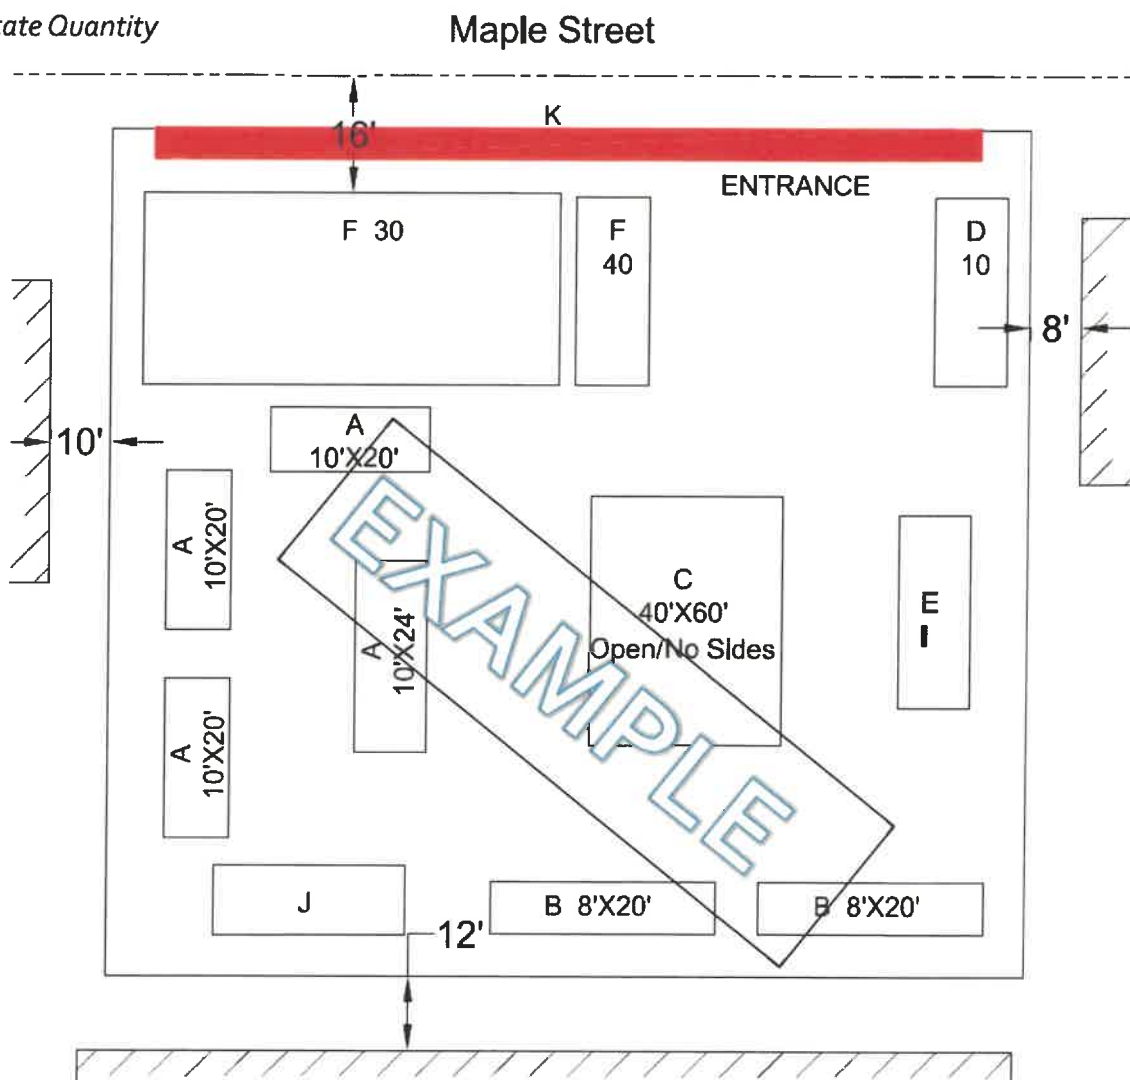 Quantity
Maple Street
K
16'
ENTRANCE
F 30
F
40
D
10
8'
10'
A
10'X20'
A
10'X20'
A
10'X24'
C
40'X60'
Open/No Sides
E
I
A
10'X20'
EXAMPLE
J
B 8'X20'
B 8'X20'
12'